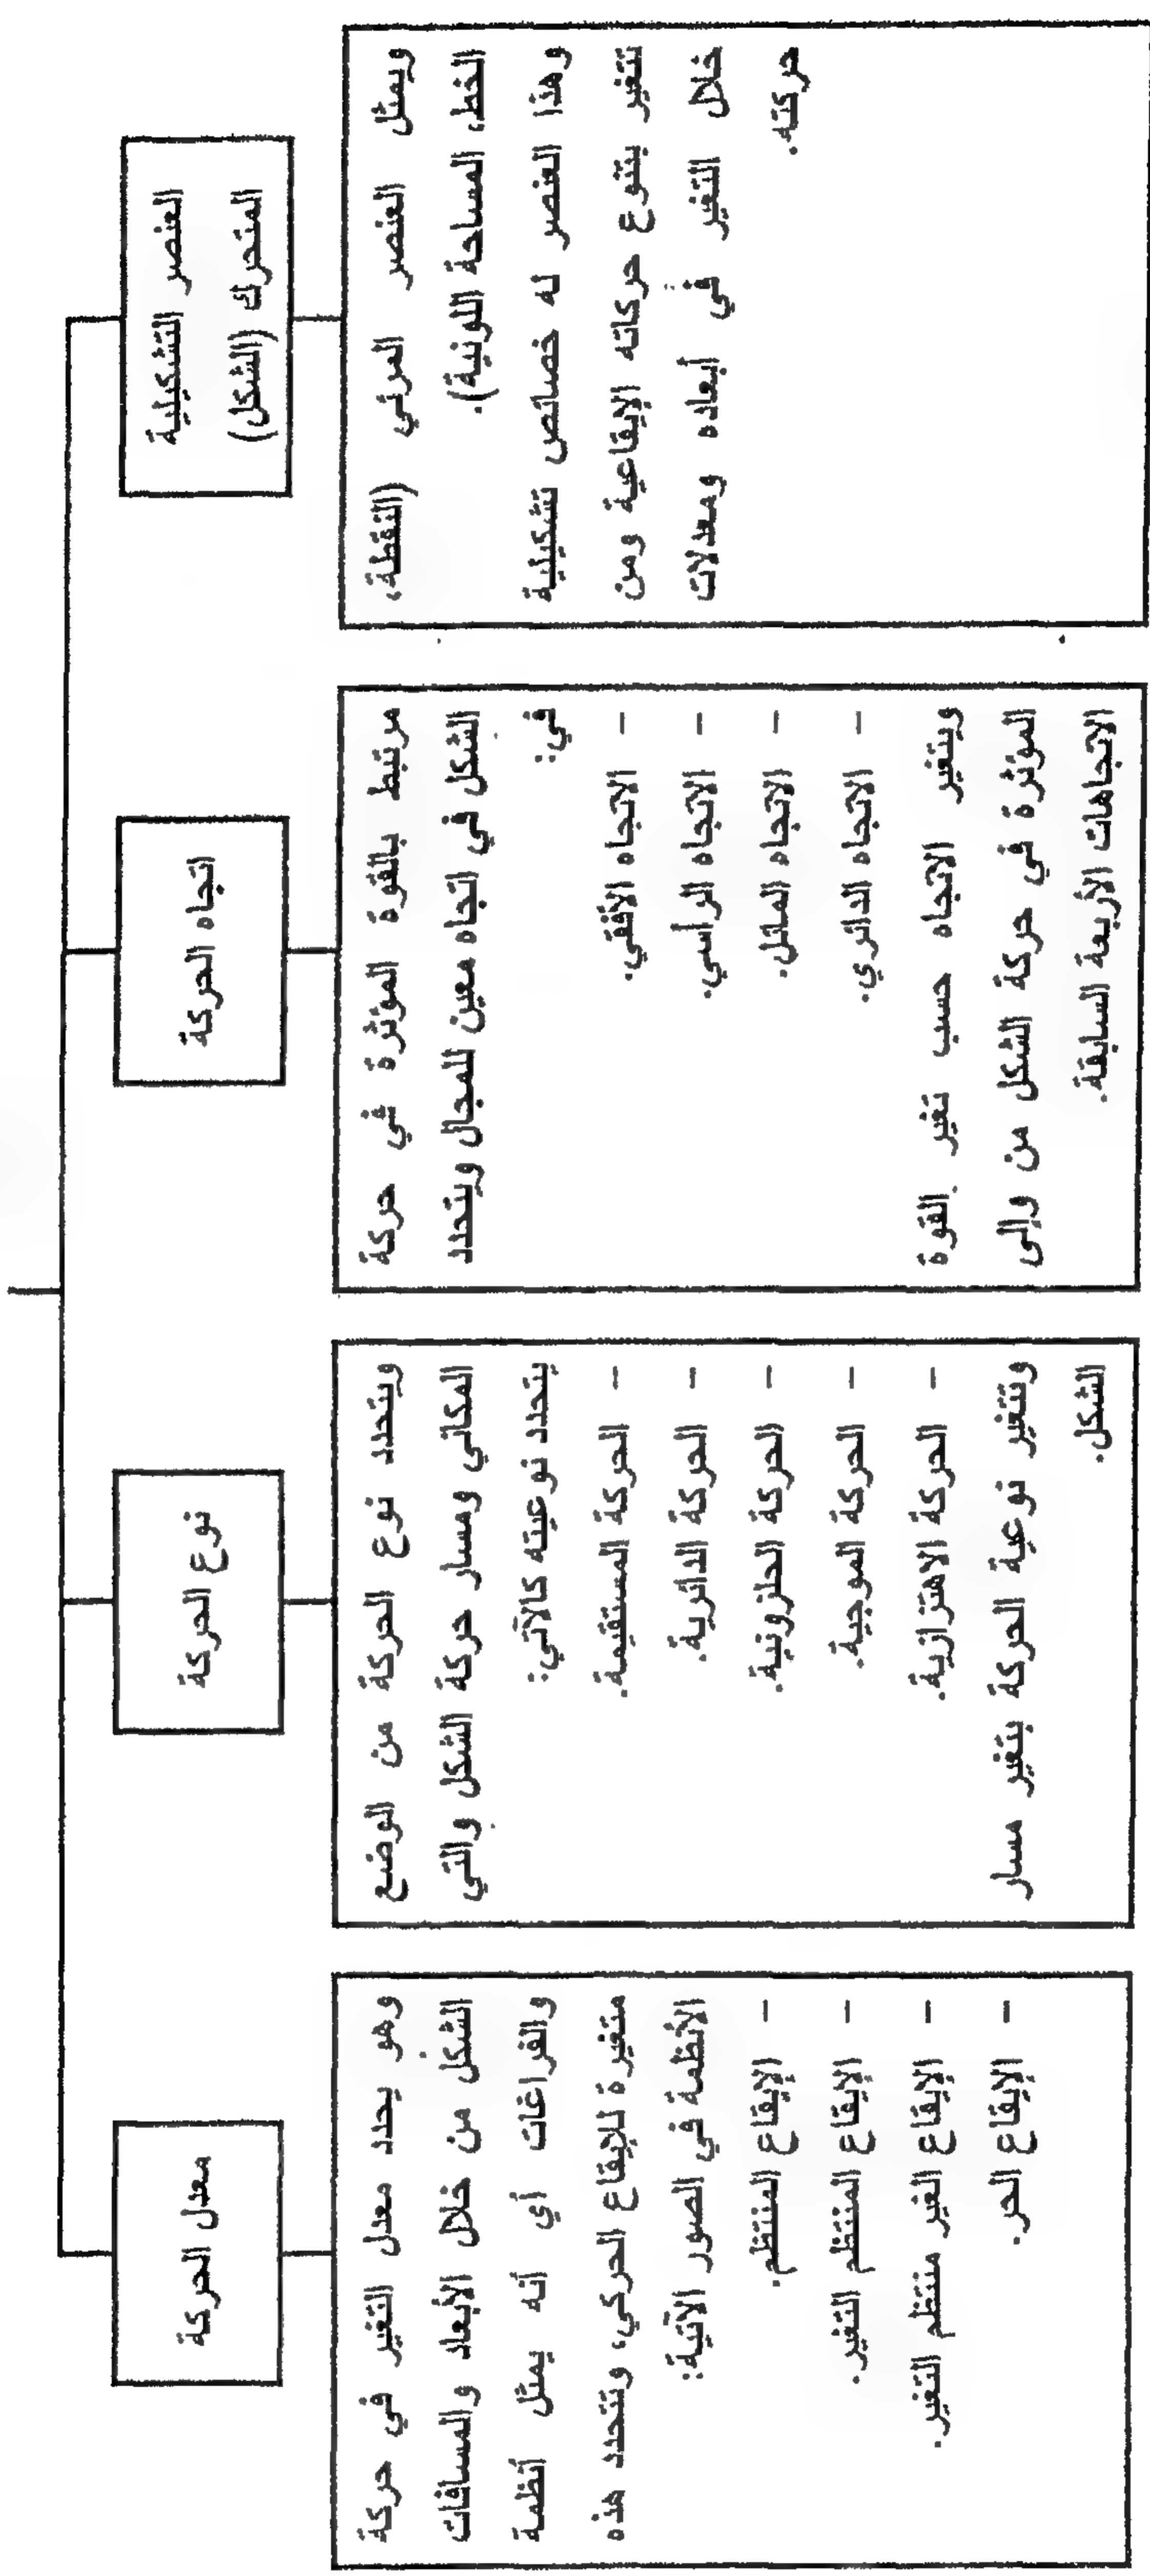 العنصر التشكيلية
المتحرك (الشكل)
ويمثل العنصر المرئي (النقطة،
الخط، المساحة اللونية).
وهذا العنصر له خصائص تشكيلية
تتغير بتنوع حركاته الإيقاعية ومن
خلال التغير في أبعاده ومعدلات
حركته.
اتجاه الحركة
مرتبط بالقوة المؤثرة في حركة
الشكل في اتجاه معين للمجال ويتحدد
في:
- الاتجاه الأفقي.
- الاتجاه الرأسي.
- الاتجاه المائل.
- الاتجاه الدائري.
ويتغير الاتجاه حسب تغير القوة
المؤثرة في حركة الشكل من وإلى
الاتجاهات الأربعة السابقة.
نوع الحركة
ويتحدد نوع الحركة من الوضع
المكاني ومسار حركة الشكل والتي
يتحدد نوعيته كالآتي:
- الحركة المستقيمة.
- الحركة الدائرية.
- الحركة الحلزونية.
- الحركة الموجية.
- الحركة الاهتزازية.
وتتغير نوعية الحركة بتغير مسار
الشكل.
معدل الحركة
وهو يحدد معدل التغير في حركة
الشكل من خلال الأبعاد والمسافات
والفراغات أي أنه يمثل أنظمة
متغيرة للإيقاع الحركي، وتتحدد هذه
الأنظمة في الصور الآتية:
- الإيقاع المنتظم.
- الإيقاع المنتظم التغير.
- الإيقاع الغير منتظم التغير.
- الإيقاع الحر.